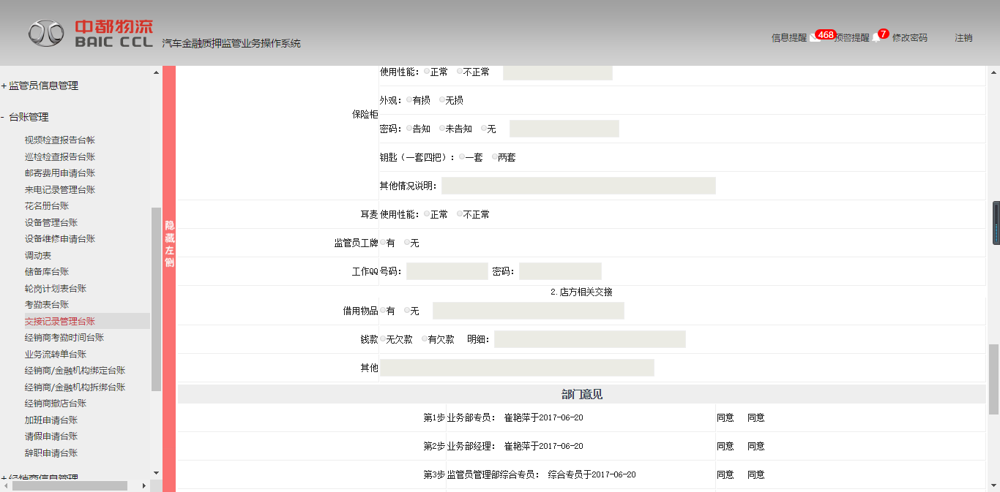 中都物流
BAIC CCL
汽车金融质押监管业务操作系统
信息提醒 468 预警提醒 7 修改密码 注销
+监管员信息管理
- 台账管理
视频检查报告台帐
巡检检查报告台账
邮寄费用申请台账
来电记录管理台账
花名册台账
设备管理台账
设备维修申请台账
调动表
储备库台账
轮岗计划表台账
考勤表台账
交接记录管理台账
经销商考勤时间台账
业务流转单台账
经销商/金融机构绑定台账
经销商/金融机构拆绑台账
经销商撤店台账
加班申请台账
请假申请台账
辞职申请台账
+经销商信息管理
隐藏左侧
使用性能: 正常 不正常
保险柜
外观: 有损 无损
密码: 告知 未告知 无
钥匙(一套四把): 一套 两套
其他情况说明:
耳麦 使用性能: 正常 不正常
监管员工牌 有 无
工作QQ 号码: 密码:
2.店方相关交接
借用物品 有 无
钱款 无欠款 有欠款 明细:
其他
部门意见
第1步 业务部专员: 崔艳萍于2017-06-20 同意 同意
第2步 业务部经理: 崔艳萍于2017-06-20 同意 同意
第3步 监管员管理部综合专员: 综合专员于2017-06-20 同意 同意